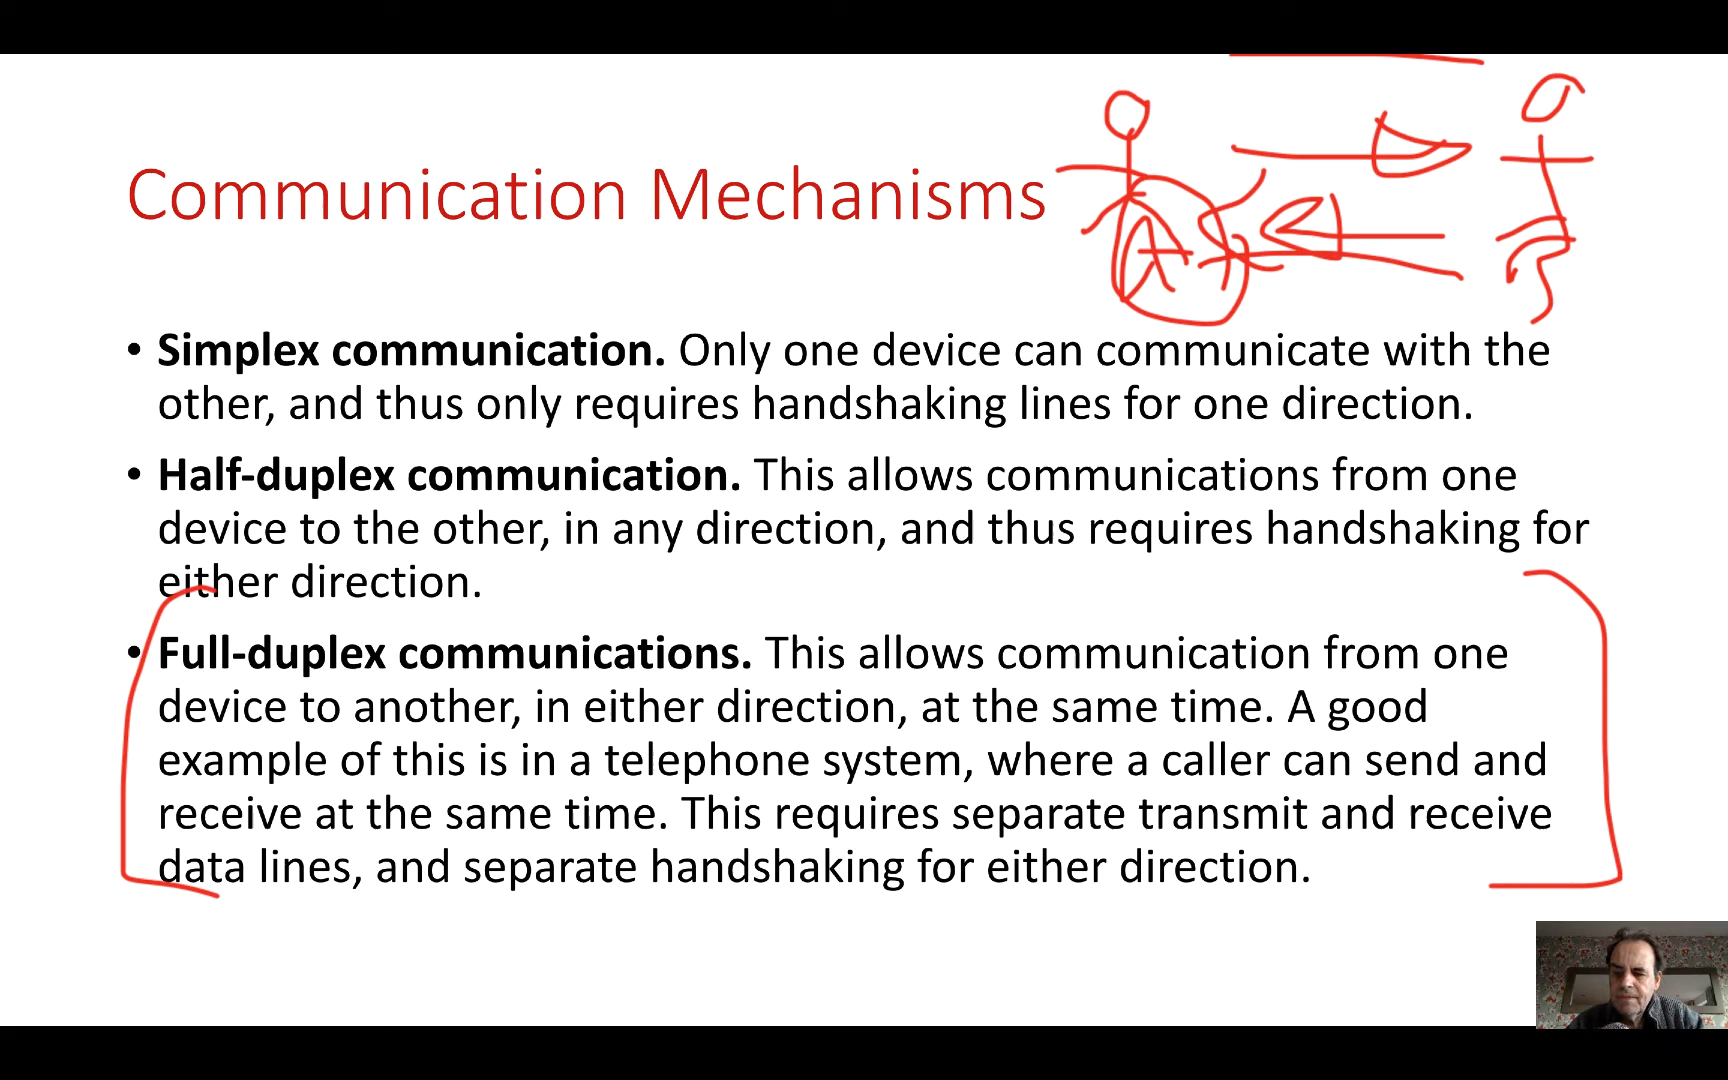 Communication Mechanisms
• Simplex communication. Only one device can communicate with the
other, and thus only requires handshaking lines for one direction.
• Half-duplex communication. This allows communications from one
device to the other, in any direction, and thus requires handshaking for
either direction.
• Full-duplex communications. This allows communication from one
device to another, in either direction, at the same time. A good
example of this is in a telephone system, where a caller can send and
receive at the same time. This requires separate transmit and receive
data lines, and separate handshaking for either direction.